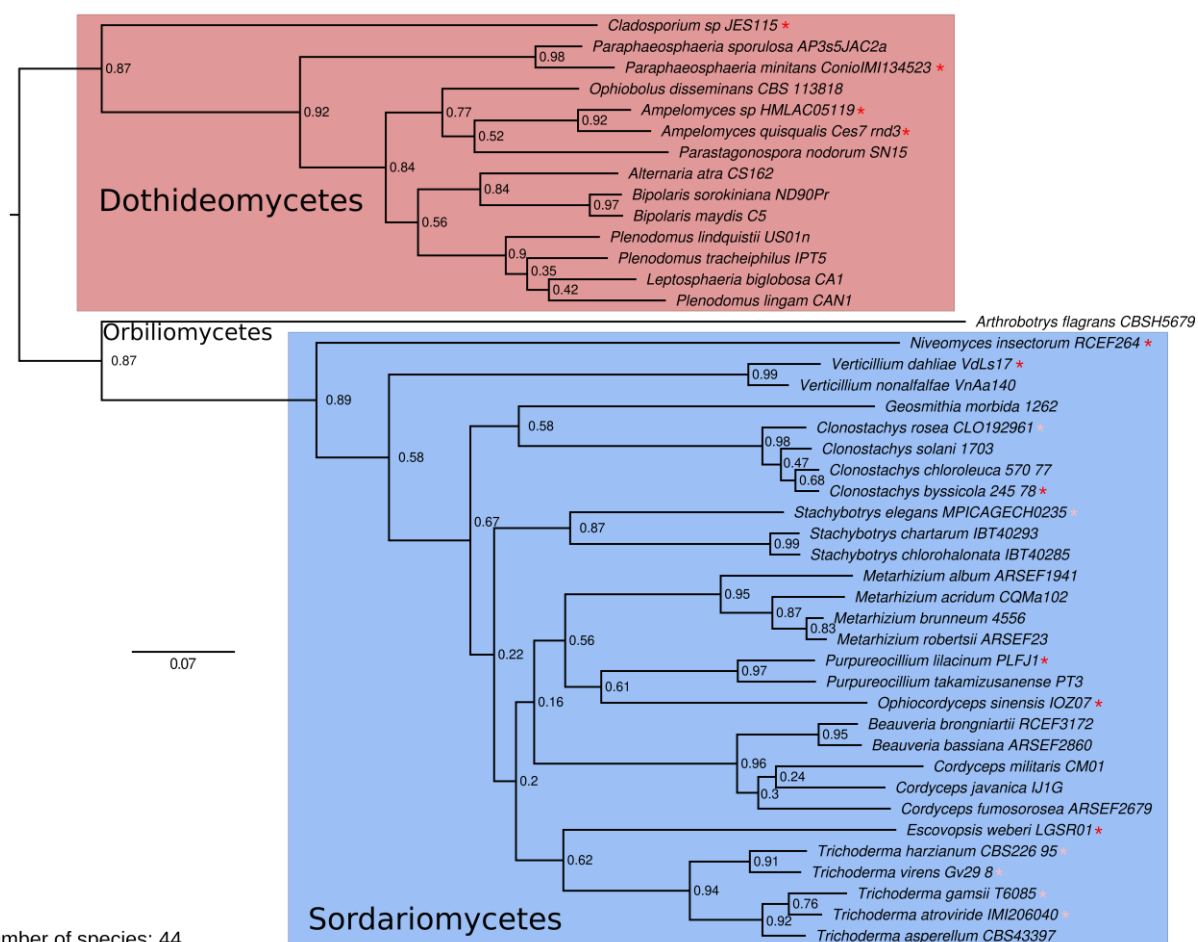 Cladosporium sp JES115 *
Paraphaeosphaeria sporulosa AP3s5JAC2a
0.98
0.87
Paraphaeosphaeria minitans ConioIMI134523 *
Ophiobolus disseminans CBS 113818
0.92
0.77
Ampelomyces sp HMLAC05119 *
0.92
Ampelomyces quisqualis Ces7 rnd3 *
0.52
Parastagonospora nodorum SN15
0.84
Alternaria atra CS162
0.84
Bipolaris sorokiniana ND90Pr
Dothideomycetes
0.97
Bipolaris maydis C5
0.56
Plenodomus lindquistii US01n
0.9
Plenodomus tracheiphilus IPT5
0.35
Leptosphaeria biglobosa CA1
0.42
Plenodomus lingam CAN1
Arthrobotrys flagrans CBSH5679
Orbiliomycetes
Niveomyces insectorum RCEF264 *
0.87
Verticillium dahliae VdLs17 *
0.99
Verticillium nonalfalfae VnAa140
0.89
Geosmithia morbida 1262
0.58
Clonostachys rosea CLO192961 *
0.98
Clonostachys solani 1703
0.58
0.47
Clonostachys chloroleuca 570 77
0.68
Clonostachys byssicola 245 78 *
Stachybotrys elegans MPICAGECH0235 *
0.67
0.87
Stachybotrys chartarum IBT40293
0.99
Stachybotrys chlorohalonata IBT40285
Metarhizium album ARSEF1941
0.95
Metarhizium acridum CQMa102
0.87
Metarhizium brunneum 4556
0.83
Metarhizium robertsii ARSEF23
0.56
0.22
Purpureocillium lilacinum PLFJ1 *
0.07
0.97
Purpureocillium takamizusanense PT3
0.61
Ophiocordyceps sinensis IOZ07 *
0.16
Beauveria brongniartii RCEF3172
0.95
Beauveria bassiana ARSEF2860
0.96
Cordyceps militaris CM01
0.24
0.2
Cordyceps javanica IJ1G
0.3
Cordyceps fumosorosea ARSEF2679
Escovopsis weberi LGSR01 *
Trichoderma harzianum CBS226 95 *
0.62
0.91
Trichoderma virens Gv29 8 *
0.94
Trichoderma gamsii T6085 *
0.76
Sordariomycetes
Trichoderma atroviride IMI206040 *
0.92
Trichoderma asperellum CBS43397
mber of species: 44